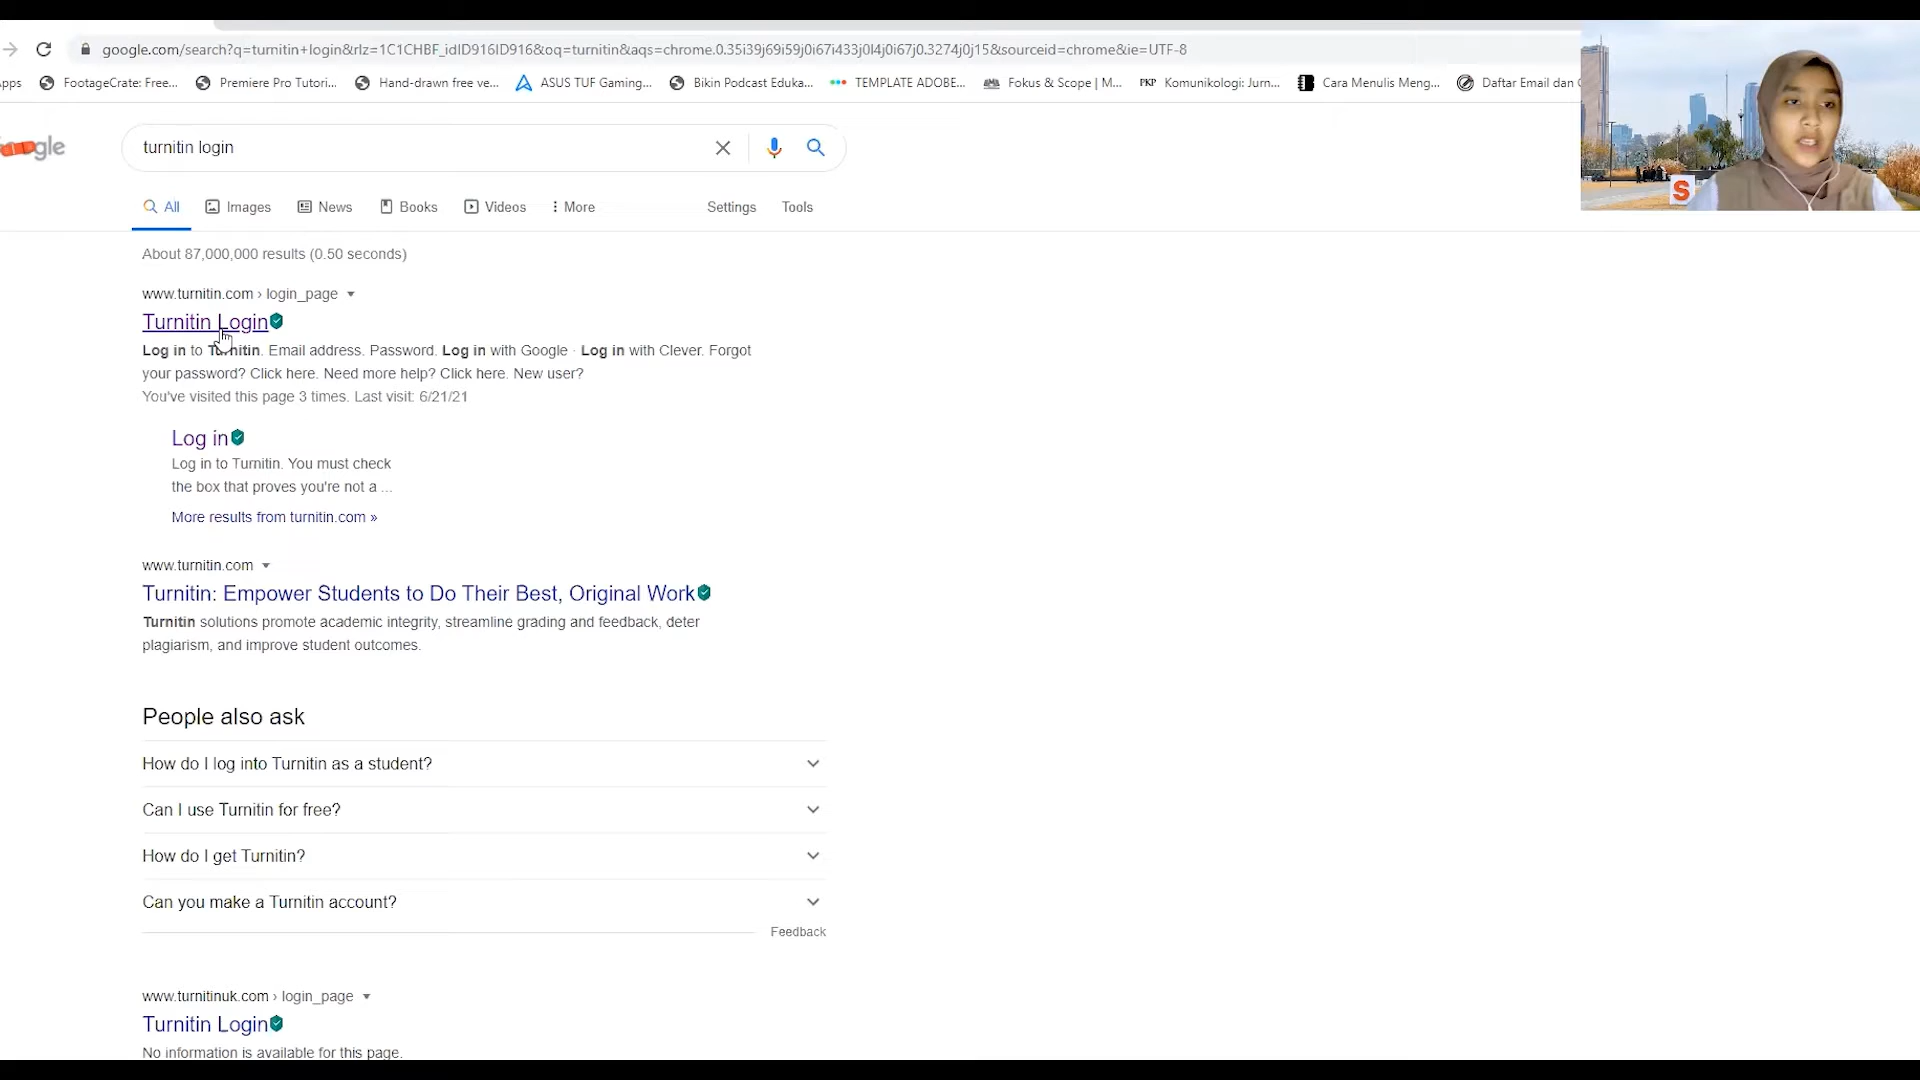 google.com/search?q=turnitin+login&rlz=1C1CHBF_idID916ID916&oq=turnitin&aqs=chrome.0.35i39j69i59j0i67i433j0l4j0i67j0.3274j0j15&sourceid=chrome&ie=UTF-8
pps FootageCrate: Free... Premiere Pro Tutori... Hand-drawn free ve... ASUS TUF Gaming... Bikin Podcast Eduka... TEMPLATE ADOBE... Fokus & Scope | M... PKP Komunikologi: Jurn... Cara Menulis Meng... Daftar Email dan
turnitin login
All Images News Books Videos More Settings Tools
About 87,000,000 results (0.50 seconds)
www.turnitin.com › login_page
Turnitin Login
Log in to Turnitin. Email address. Password. Log in with Google · Log in with Clever. Forgot
your password? Click here. Need more help? Click here. New user?
You've visited this page 3 times. Last visit: 6/21/21
Log in
Log in to Turnitin. You must check
the box that proves you're not a ...
More results from turnitin.com »
www.turnitin.com
Turnitin: Empower Students to Do Their Best, Original Work
Turnitin solutions promote academic integrity, streamline grading and feedback, deter
plagiarism, and improve student outcomes.
People also ask
How do I log into Turnitin as a student?
Can I use Turnitin for free?
How do I get Turnitin?
Can you make a Turnitin account?
Feedback
www.turnitinuk.com › login_page
Turnitin Login
No information is available for this page.
S